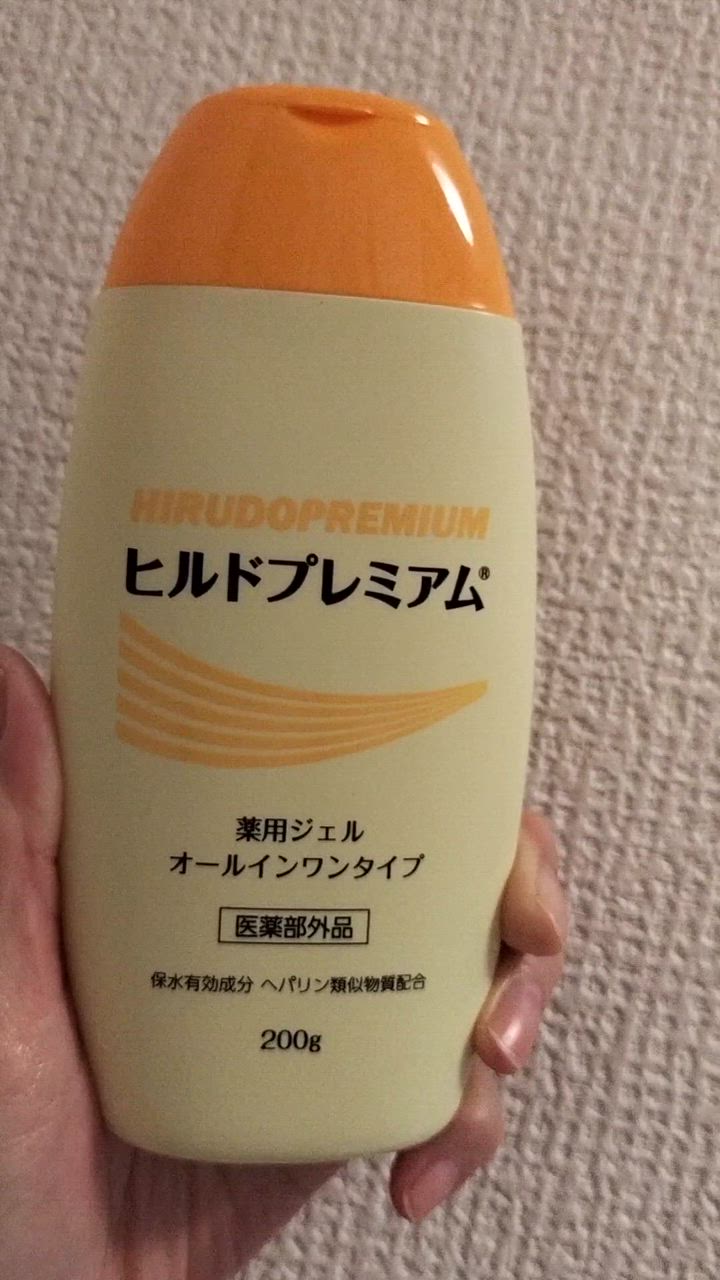 HIRUDOPREMIUM
ヒルドプレミアム®
薬用ジェル
オールインワンタイプ
医薬部外品
保水有効成分 ヘパリン類似物質配合
200g